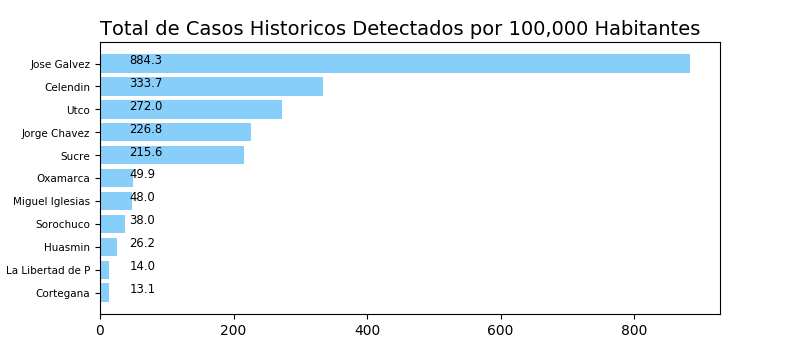 Total de Casos Historicos Detectados por 100,000 Habitantes
Jose Galvez 884.3
Celendin 333.7
Utco 272.0
Jorge Chavez 226.8
Sucre 215.6
Oxamarca 49.9
Miguel Iglesias 48.0
Sorochuco 38.0
Huasmin 26.2
La Libertad de P 14.0
Cortegana 13.1
0 200 400 600 800